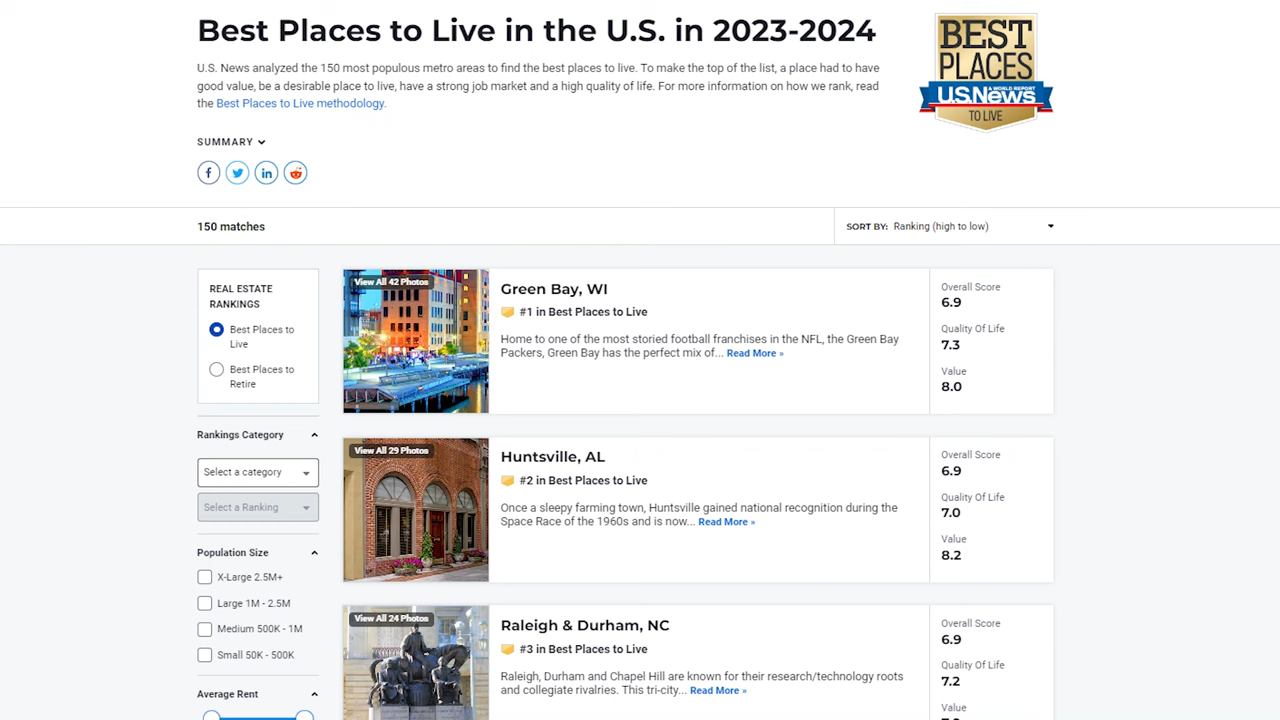 Best Places to Live in the U.S. in 2023-2024
U.S. News analyzed the 150 most populous metro areas to find the best places to live. To make the top of the list, a place had to have
good value, be a desirable place to live, have a strong job market and a high quality of life. For more information on how we rank, read
the Best Places to Live methodology.
BEST
PLACES
U.S.News
& WORLD REPORT
TO LIVE
SUMMARY
150 matches
SORT BY: Ranking (high to low)
REAL ESTATE
RANKINGS
Best Places to
Live
Best Places to
Retire
Rankings Category
Select a category
Select a Ranking
Population Size
X-Large 2.5M+
Large 1M - 2.5M
Medium 500K - 1M
Small 50K - 500K
Average Rent
View All 42 Photos
Green Bay, WI
#1 in Best Places to Live
Home to one of the most storied football franchises in the NFL, the Green Bay
Packers, Green Bay has the perfect mix of... Read More »
Overall Score
6.9
Quality Of Life
7.3
Value
8.0
View All 29 Photos
Huntsville, AL
#2 in Best Places to Live
Once a sleepy farming town, Huntsville gained national recognition during the
Space Race of the 1960s and is now... Read More »
Overall Score
6.9
Quality Of Life
7.0
Value
8.2
View All 24 Photos
Raleigh & Durham, NC
#3 in Best Places to Live
Raleigh, Durham and Chapel Hill are known for their research/technology roots
and collegiate rivalries. This tri-city... Read More »
Overall Score
6.9
Quality Of Life
7.2
Value